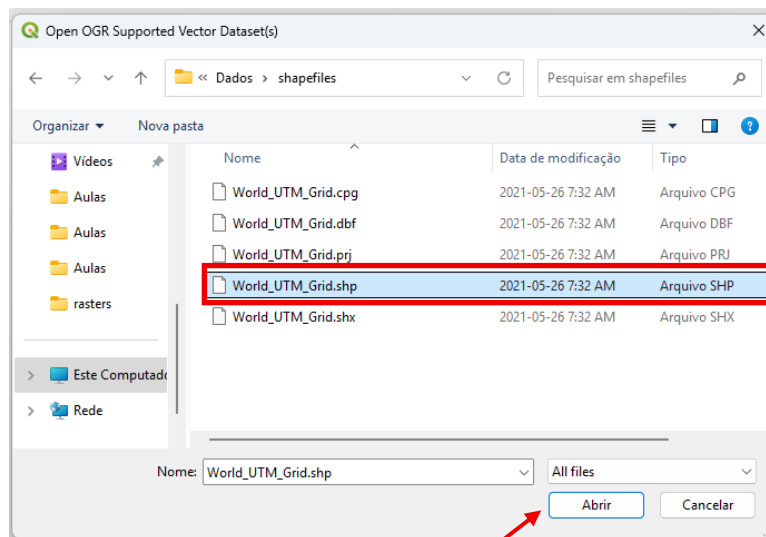 Open OGR Supported Vector Dataset(s)
« Dados › shapefiles
Pesquisar em shapefiles
Organizar
Nova pasta
Nome
Data de modificação
Tipo
Vídeos
Aulas
Aulas
Aulas
rasters
Este Computad
Rede
World_UTM_Grid.cpg 2021-05-26 7:32 AM Arquivo CPG
World_UTM_Grid.dbf 2021-05-26 7:32 AM Arquivo DBF
World_UTM_Grid.prj 2021-05-26 7:32 AM Arquivo PRJ
World_UTM_Grid.shp 2021-05-26 7:32 AM Arquivo SHP
World_UTM_Grid.shx 2021-05-26 7:32 AM Arquivo SHX
Nome: World_UTM_Grid.shp
All files
Abrir
Cancelar